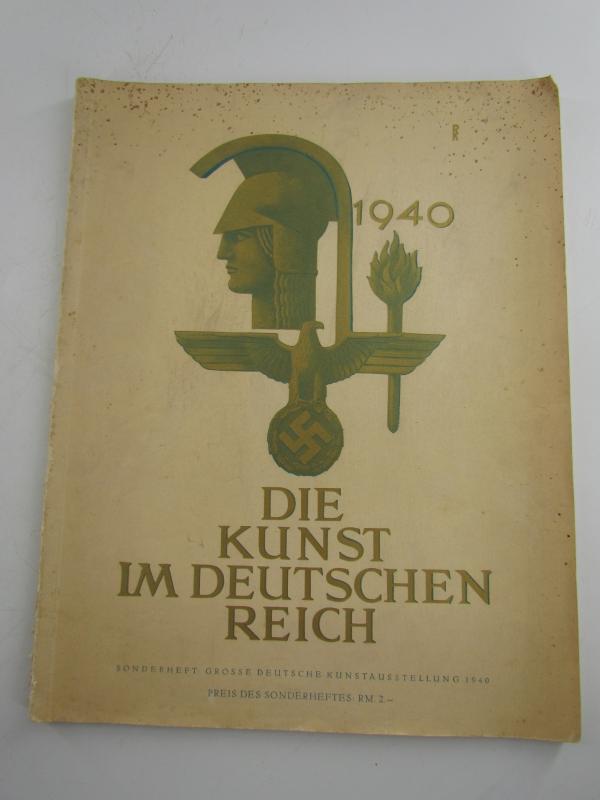 1940
DIE
KUNST
IM DEUTSCHEN
REICH
SONDERHEFT GROSSE DEUTSCHE KUNSTAUSSTELLUNG 1940
PREIS DES SONDERHEFTES: RM. 2.–